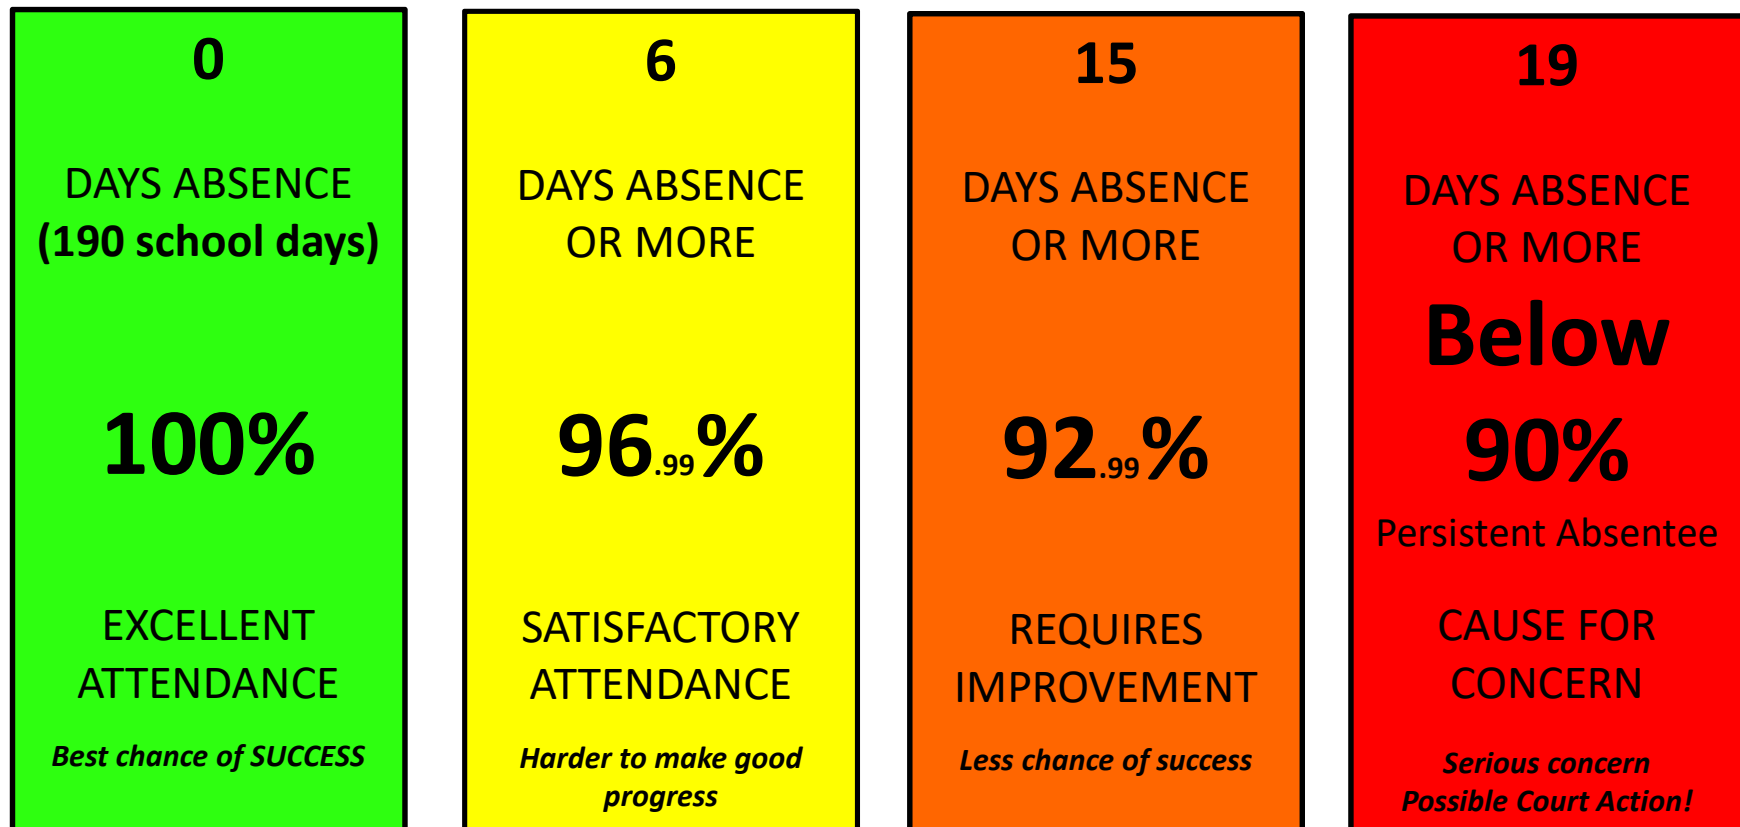 0
DAYS ABSENCE
(190 school days)
100%
EXCELLENT
ATTENDANCE
Best chance of SUCCESS
6
DAYS ABSENCE
OR MORE
96.99%
SATISFACTORY
ATTENDANCE
Harder to make good
progress
15
DAYS ABSENCE
OR MORE
92.99%
REQUIRES
IMPROVEMENT
Less chance of success
19
DAYS ABSENCE
OR MORE
Below
90%
Persistent Absentee
CAUSE FOR
CONCERN
Serious concern
Possible Court Action!